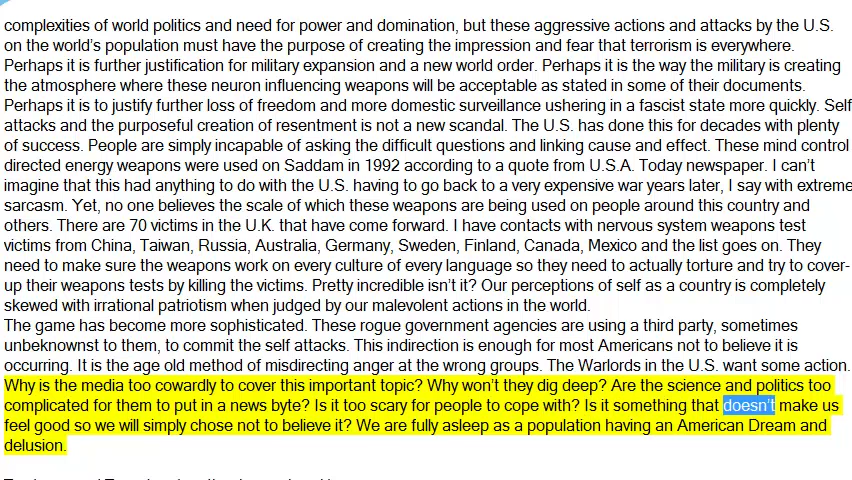 complexities of world politics and need for power and domination, but these aggressive actions and attacks by the U.S.
on the world's population must have the purpose of creating the impression and fear that terrorism is everywhere.
Perhaps it is further justification for military expansion and a new world order. Perhaps it is the way the military is creating
the atmosphere where these neuron influencing weapons will be acceptable as stated in some of their documents.
Perhaps it is to justify further loss of freedom and more domestic surveillance ushering in a fascist state more quickly. Self
attacks and the purposeful creation of resentment is not a new scandal. The U.S. has done this for decades with plenty
of success. People are simply incapable of asking the difficult questions and linking cause and effect. These mind control
directed energy weapons were used on Saddam in 1992 according to a quote from U.S.A. Today newspaper. I can't
imagine that this had anything to do with the U.S. having to go back to a very expensive war years later, I say with extreme
sarcasm. Yet, no one believes the scale of which these weapons are being used on people around this country and
others. There are 70 victims in the U.K. that have come forward. I have contacts with nervous system weapons test
victims from China, Taiwan, Russia, Australia, Germany, Sweden, Finland, Canada, Mexico and the list goes on. They
need to make sure the weapons work on every culture of every language so they need to actually torture and try to cover-
up their weapons tests by killing the victims. Pretty incredible isn't it? Our perceptions of self as a country is completely
skewed with irrational patriotism when judged by our malevolent actions in the world.
The game has become more sophisticated. These rogue government agencies are using a third party, sometimes
unbeknownst to them, to commit the self attacks. This indirection is enough for most Americans not to believe it is
occurring. It is the age old method of misdirecting anger at the wrong groups. The Warlords in the U.S. want some action.
Why is the media too cowardly to cover this important topic? Why won't they dig deep? Are the science and politics too
complicated for them to put in a news byte? Is it too scary for people to cope with? Is it something that doesn't make us
feel good so we will simply chose not to believe it? We are fully asleep as a population having an American Dream and
delusion.